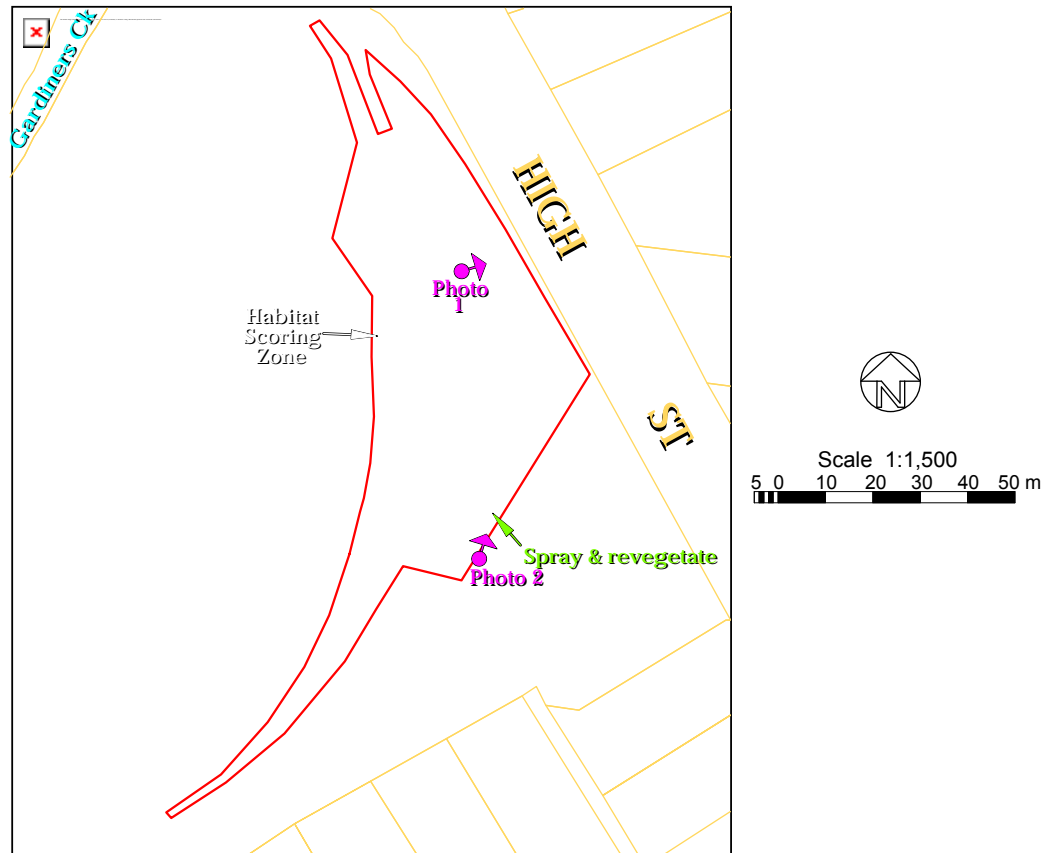 Gardiners Ck
HIGH
Photo
1
Habitat
Scoring
Zone
ST
N
Scale 1:1,500
5 0 10 20 30 40 50 m
Spray & revegetate
Photo 2